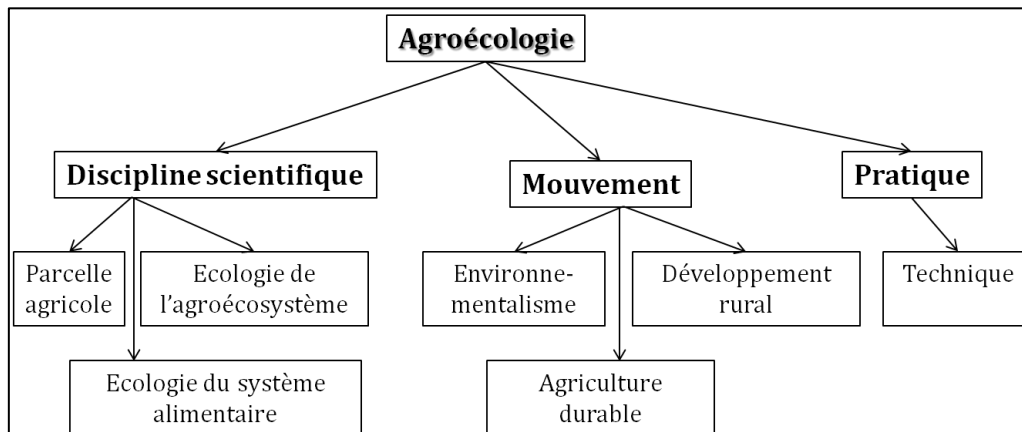 Agroécologie
Discipline scientifique
Mouvement
Pratique
Parcelle
agricole
Ecologie de
l'agroécosystème
Environne-
mentalisme
Développement
rural
Technique
Ecologie du système
alimentaire
Agriculture
durable